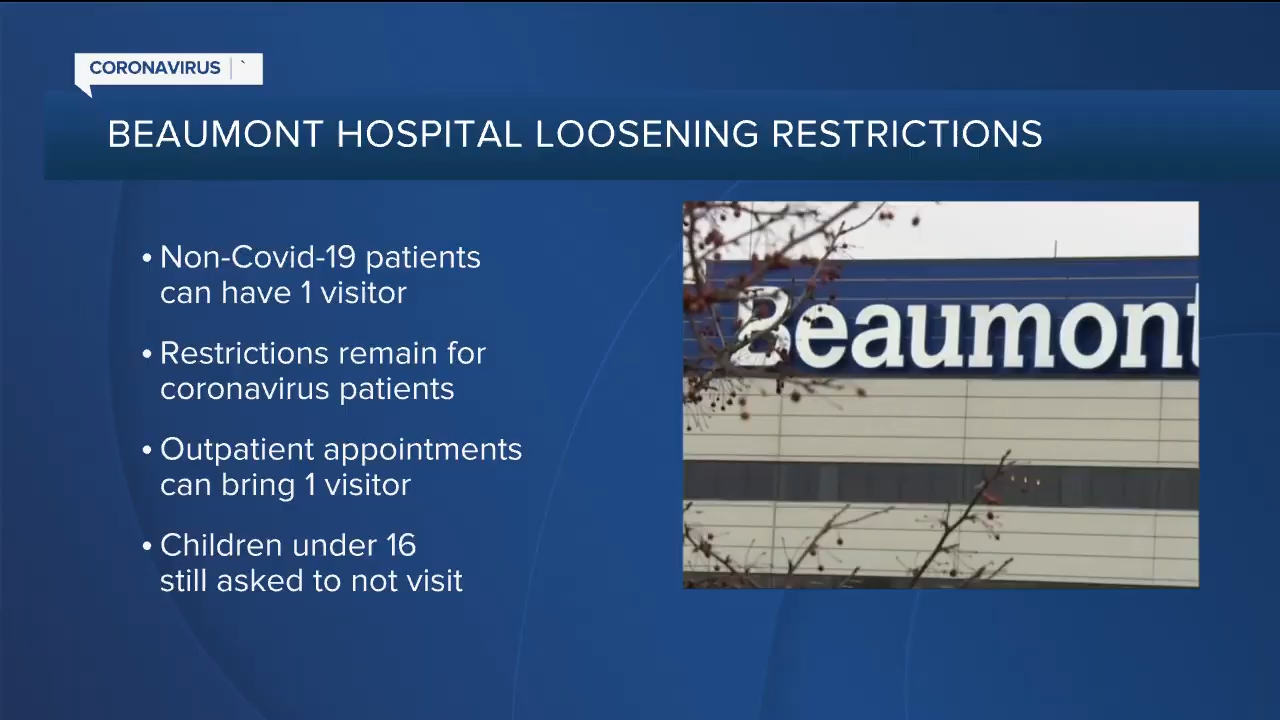 CORONAVIRUS | `
BEAUMONT HOSPITAL LOOSENING RESTRICTIONS
• Non-Covid-19 patients
can have 1 visitor
• Restrictions remain for
coronavirus patients
• Outpatient appointments
can bring 1 visitor
• Children under 16
still asked to not visit
Beaumont